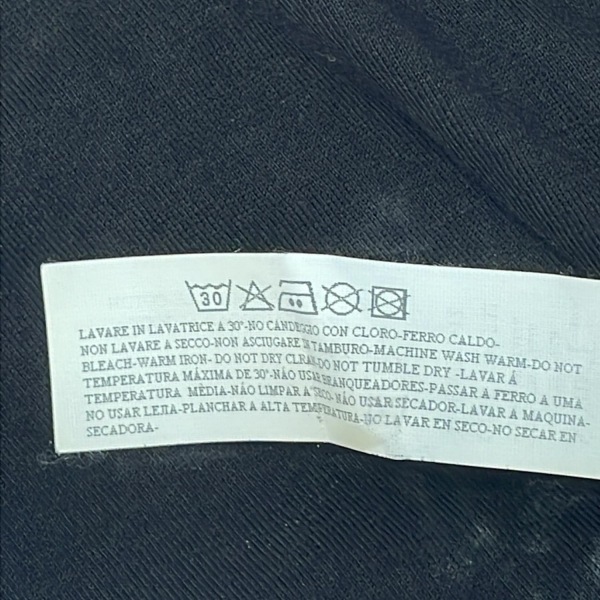 30
LAVARE IN LAVATRICE A 30°-NO CANDEGGIO CON CLORO-FERRO CALDO-
NON LAVARE A SECCO-NON ASCIUGARE IN TAMBURO-MACHINE WASH WARM-DO NOT
BLEACH-WARM IRON-DO NOT DRY CLEAN-DO NOT TUMBLE DRY -LAVAR Á
TEMPERATURA MÁXIMA DE 30°-NÃO USAR BRANQUEADORES-PASSAR A FERRO A UMA
TEMPERATURA MÉDIA-NÃO LIMPAR A SECO-NÃO USAR SECADOR-LAVAR A MAQUINA-
NO USAR LEJIA-PLANCHAR A ALTA TEMPERATURA-NO LAVAR EN SECO-NO SECAR EN
SECADORA-